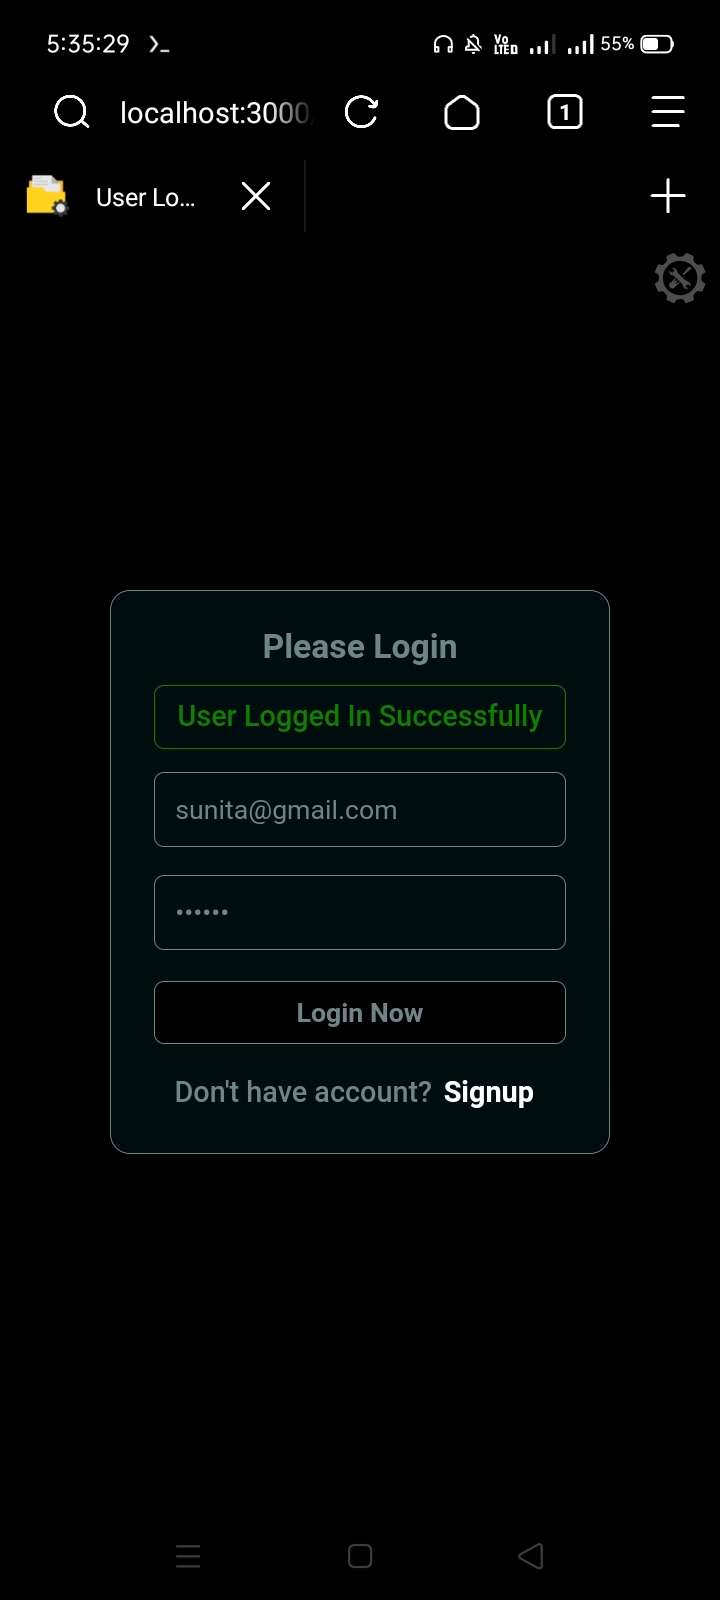 5:35:29
Vo
LTE D
55%
localhost:3000
1
User Lo...
Please Login
User Logged In Successfully
sunita@gmail.com
••••••
Login Now
Don't have account? Signup